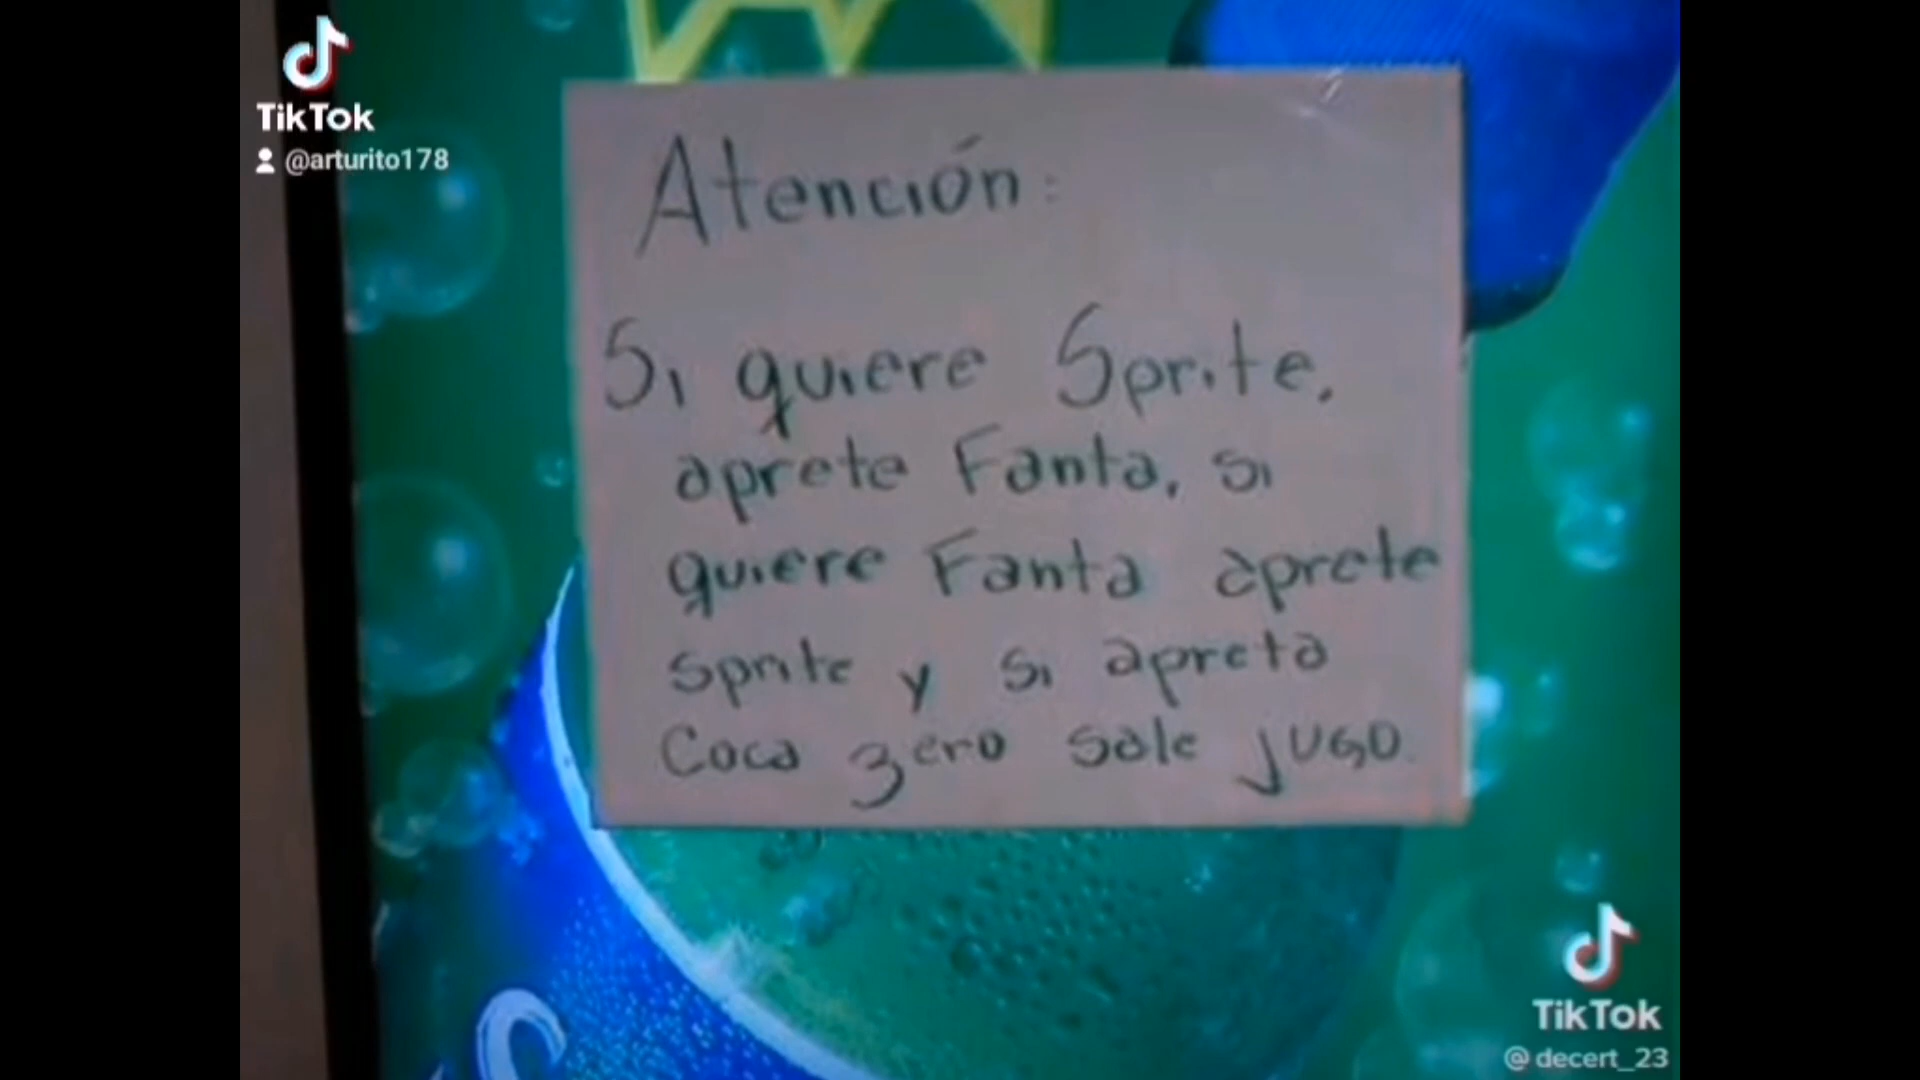 TikTok
@arturito178
Atención:
Si quiere Sprite,
aprete Fanta, si
quiere Fanta aprete
sprite y si apreta
Coca zero sale jugo.
TikTok
@decert_23